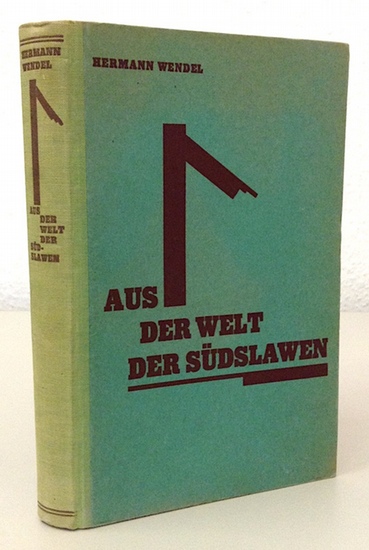 HERMANN
WENDEL
AUS
DER
WELT
DER
SÜD-
SLAWEN
HERMANN WENDEL
AUS
DER WELT
DER SÜDSLAWEN